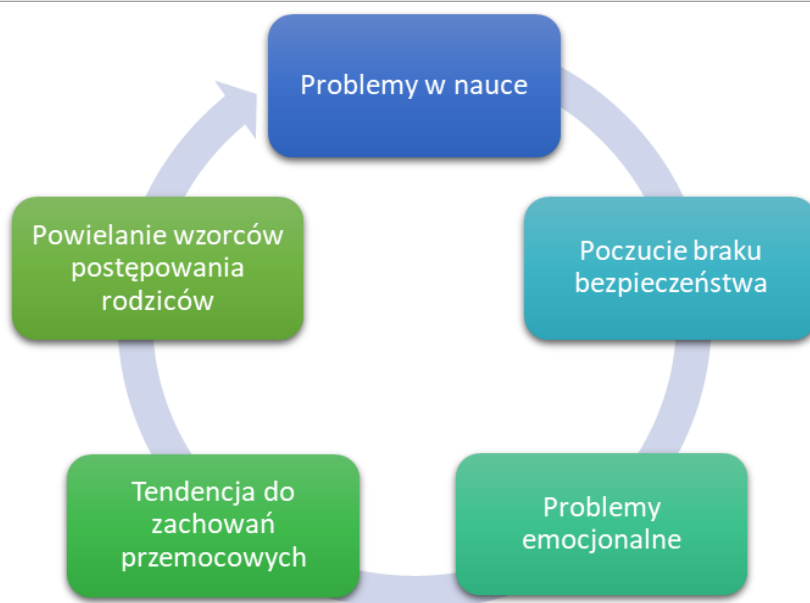 Problemy w nauce
Poczucie braku
bezpieczeństwa
Problemy
emocjonalne
Tendencja do
zachowań
przemocowych
Powielanie wzorców
postępowania
rodziców